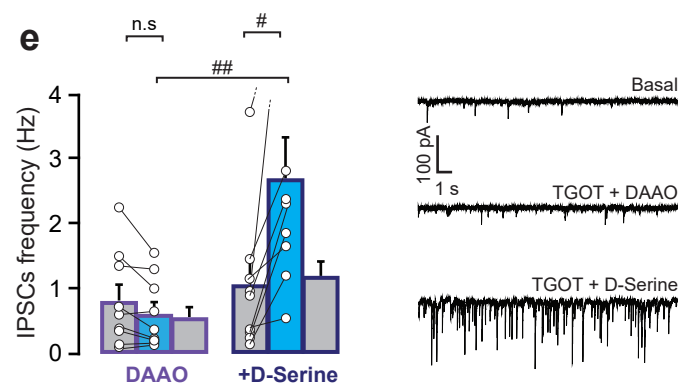 e
n.s
#
##
IPSCs frequency (Hz)
4
3
2
1
0
DAAO
+D-Serine
Basal
100 pA
1 s
TGOT + DAAO
TGOT + D-Serine